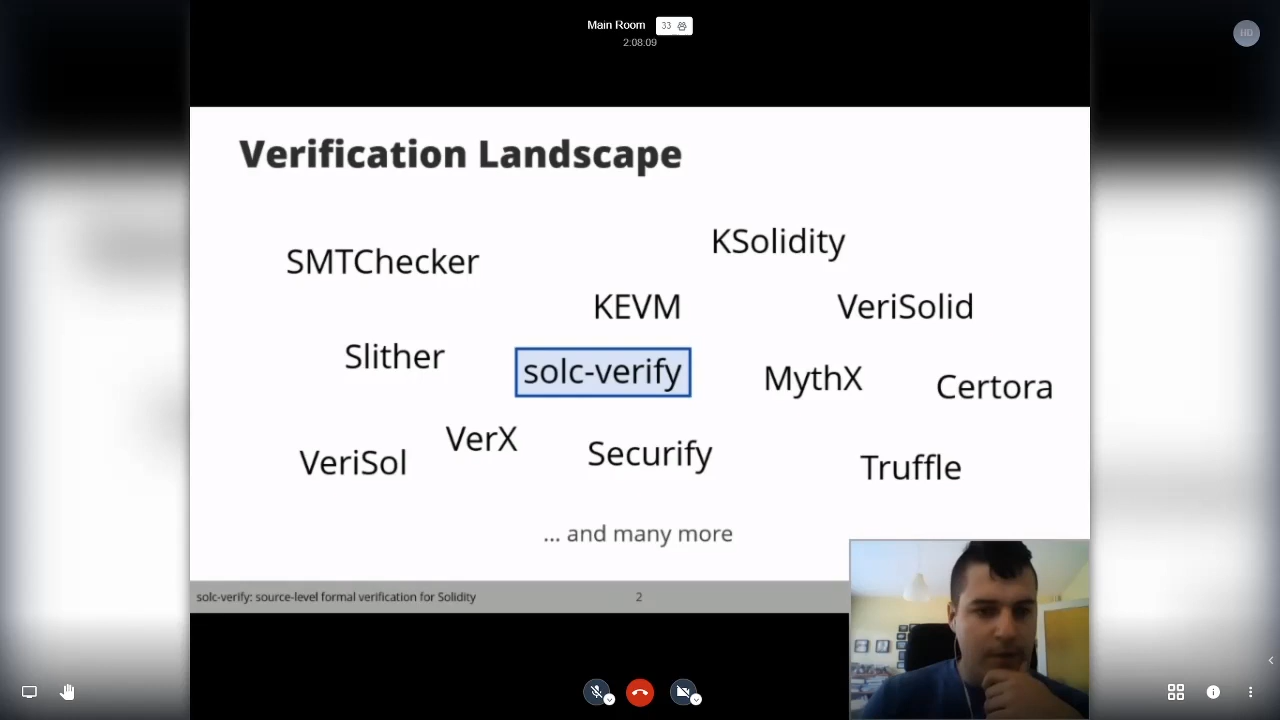 Main Room 33
2:08:09
HD
Verification Landscape
KSolidity
SMTChecker
KEVM
VeriSolid
Slither
solc-verify
MythX
Certora
VerX
Securify
VeriSol
Truffle
... and many more
solc-verify: source-level formal verification for Solidity 2